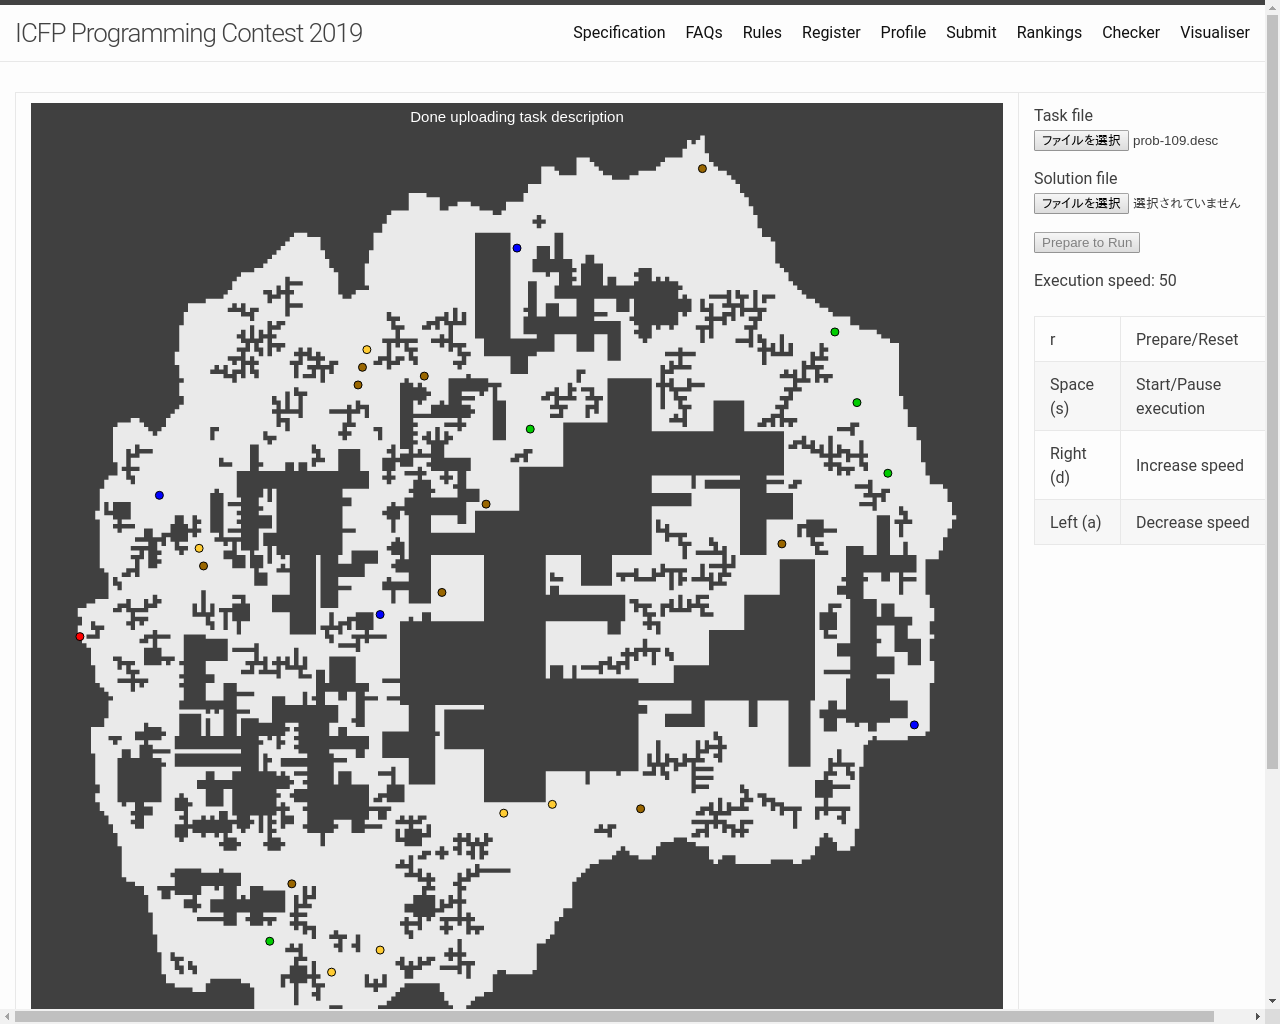 ICFP Programming Contest 2019
Specification FAQs Rules Register Profile Submit Rankings Checker Visualiser
Done uploading task description
Task file
ファイルを選択 prob-109.desc
Solution file
ファイルを選択 選択されていません
Prepare to Run
Execution speed: 50
r Prepare/Reset
Space (s) Start/Pause execution
Right (d) Increase speed
Left (a) Decrease speed